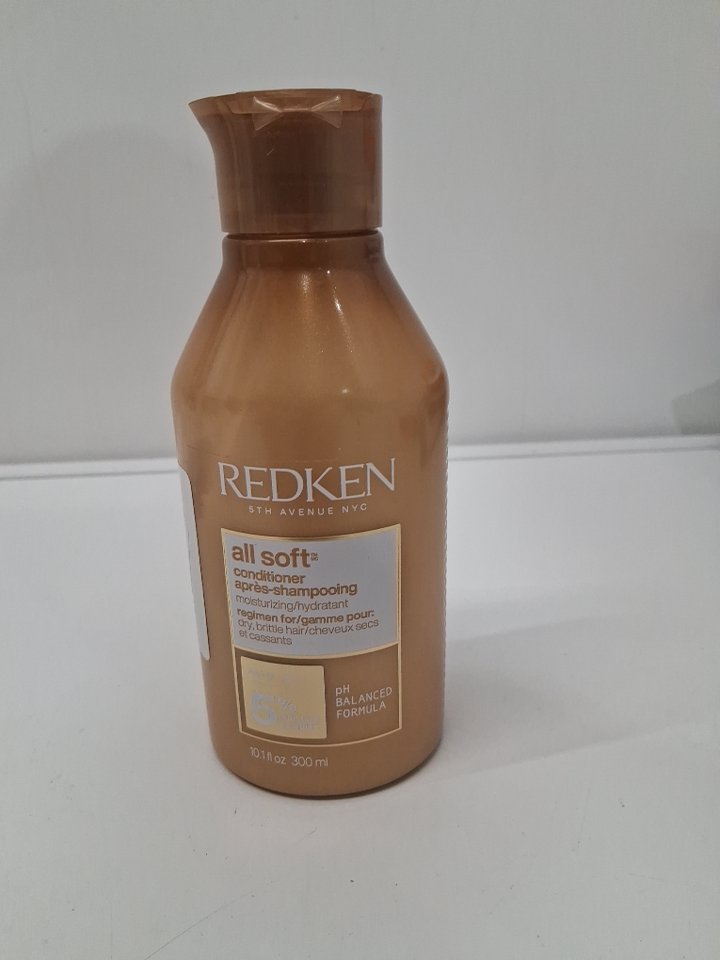 REDKEN
5TH AVENUE NYC
all soft
conditioner
après-shampooing
moisturizing/hydratant
regimen for/gamme pour:
dry, brittle hair/cheveux secs
et cassants
5
pH
BALANCED
FORMULA
10.1 fl oz 300 ml